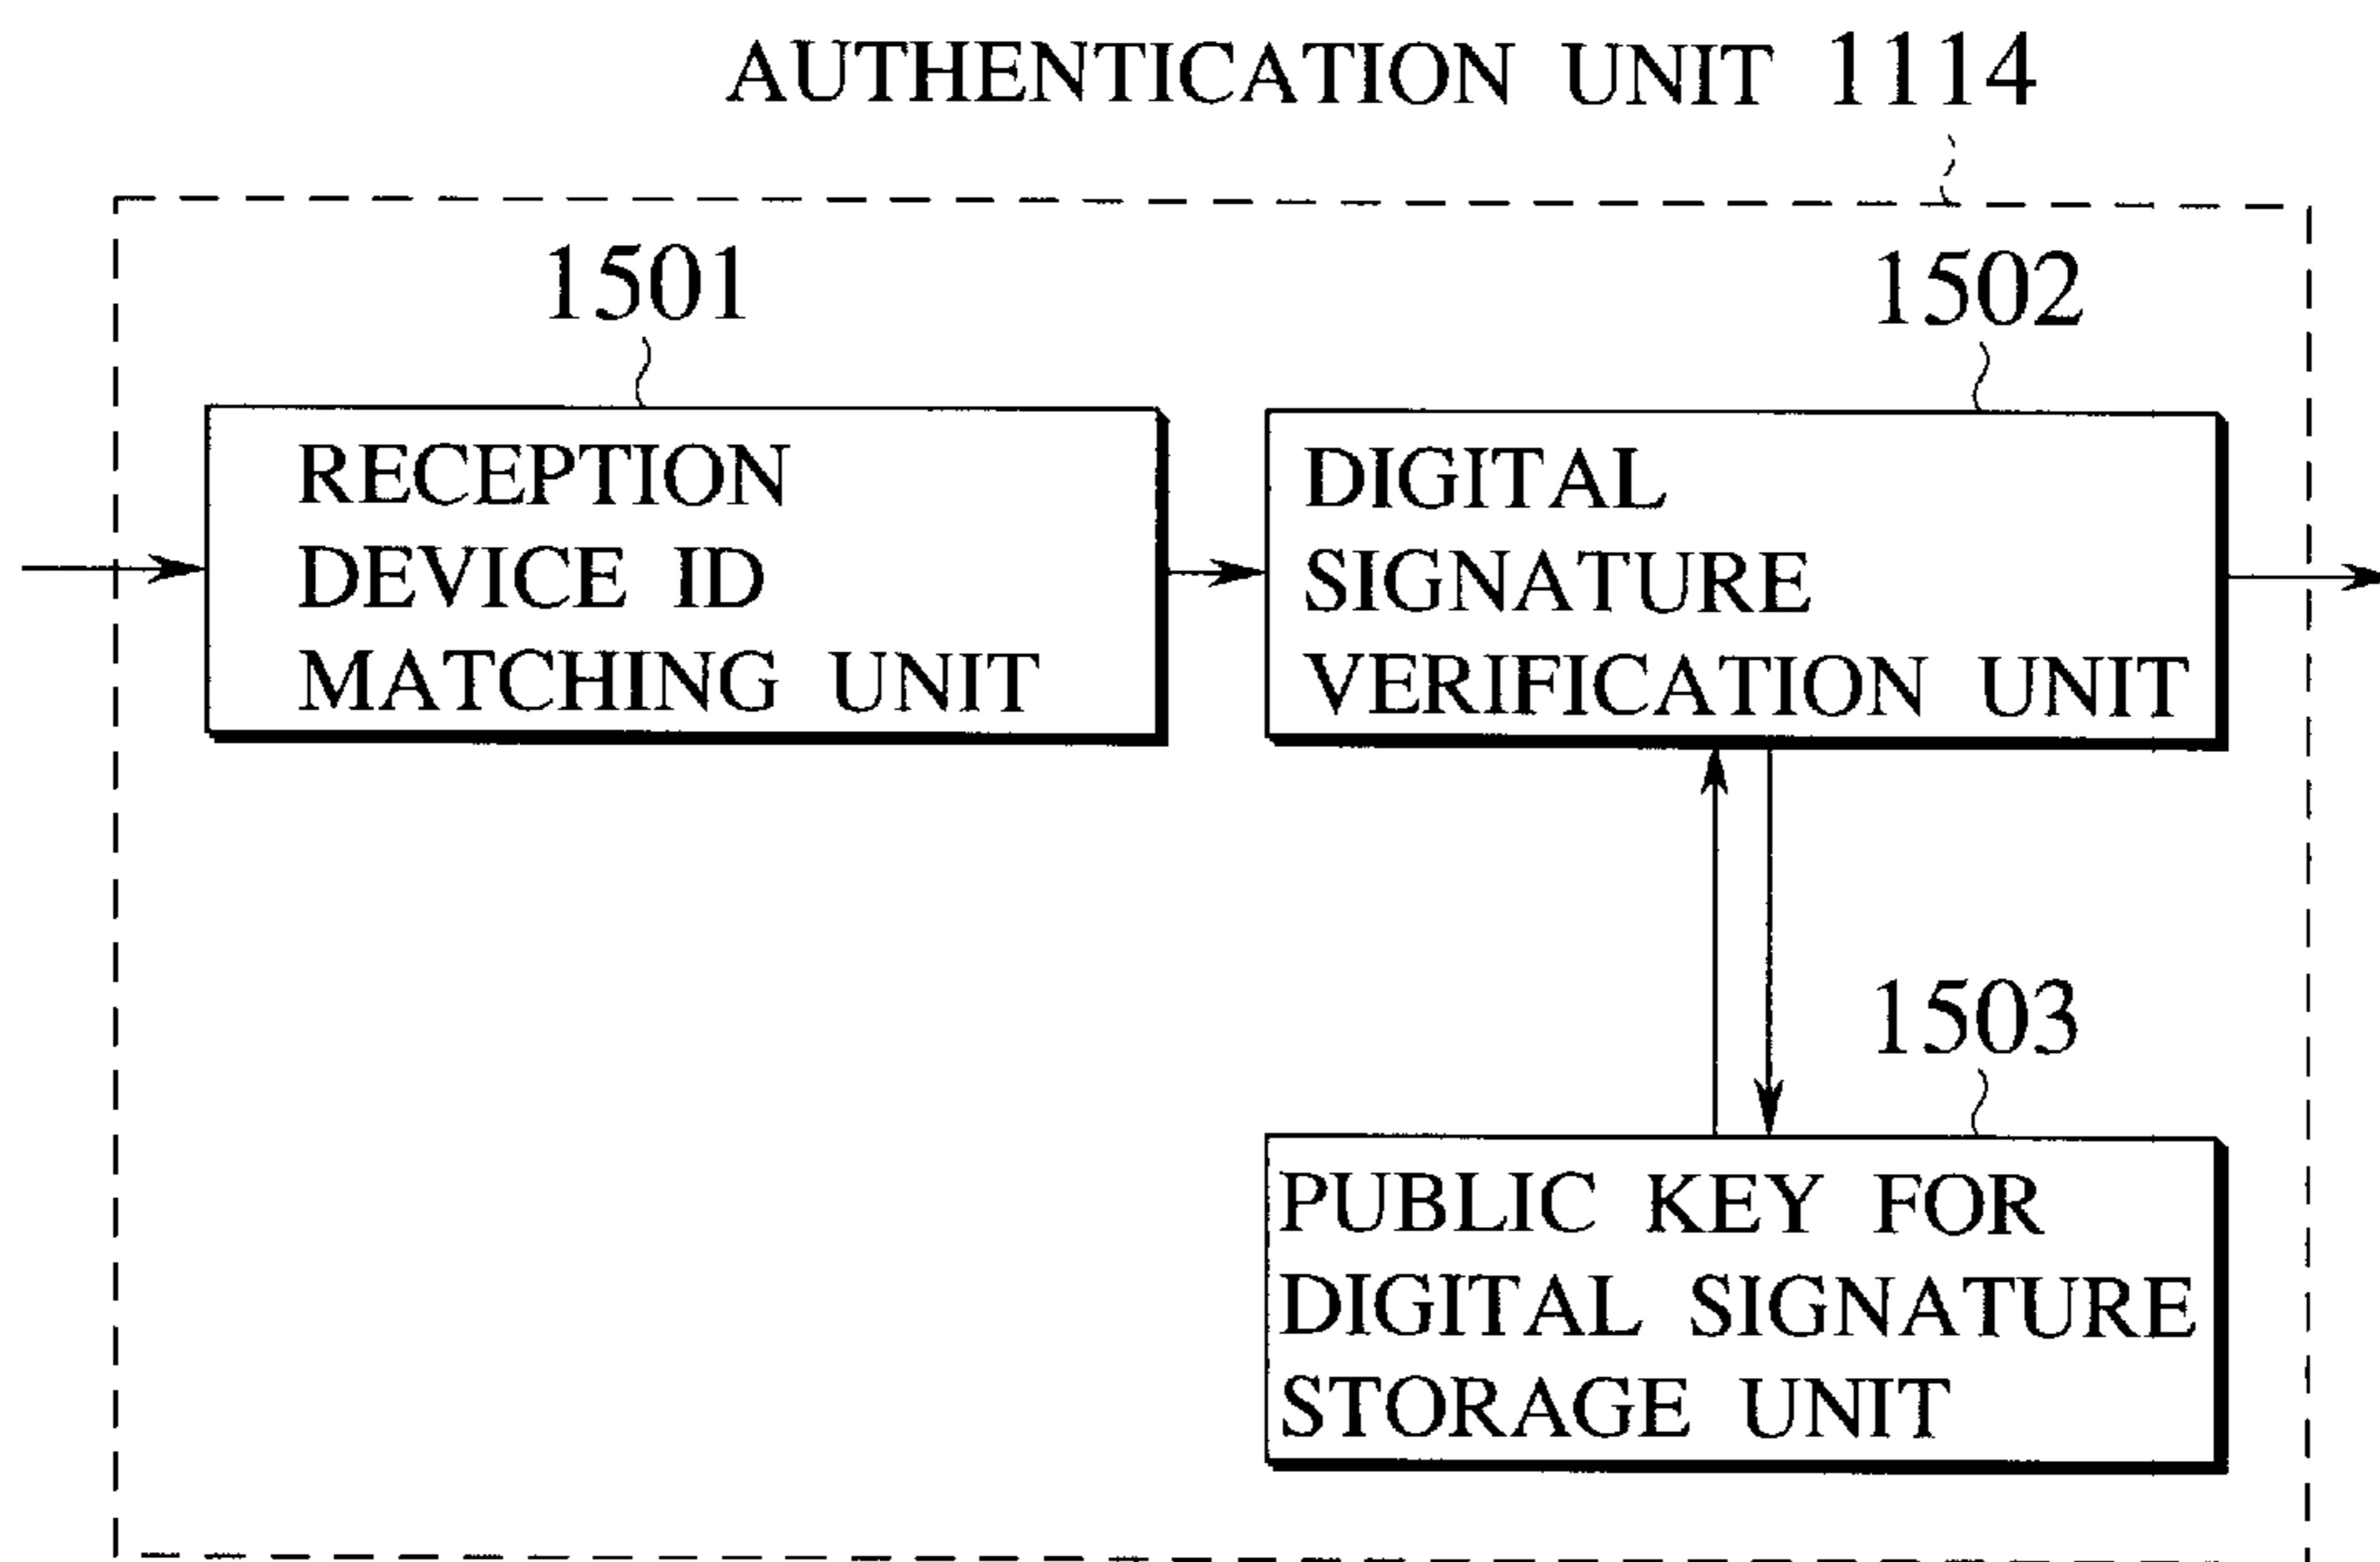 AUTHENTICATION UNIT 1114
1501
1502
RECEPTION
DEVICE ID
MATCHING UNIT
DIGITAL
SIGNATURE
VERIFICATION UNIT
1503
PUBLIC KEY FOR
DIGITAL SIGNATURE
STORAGE UNIT